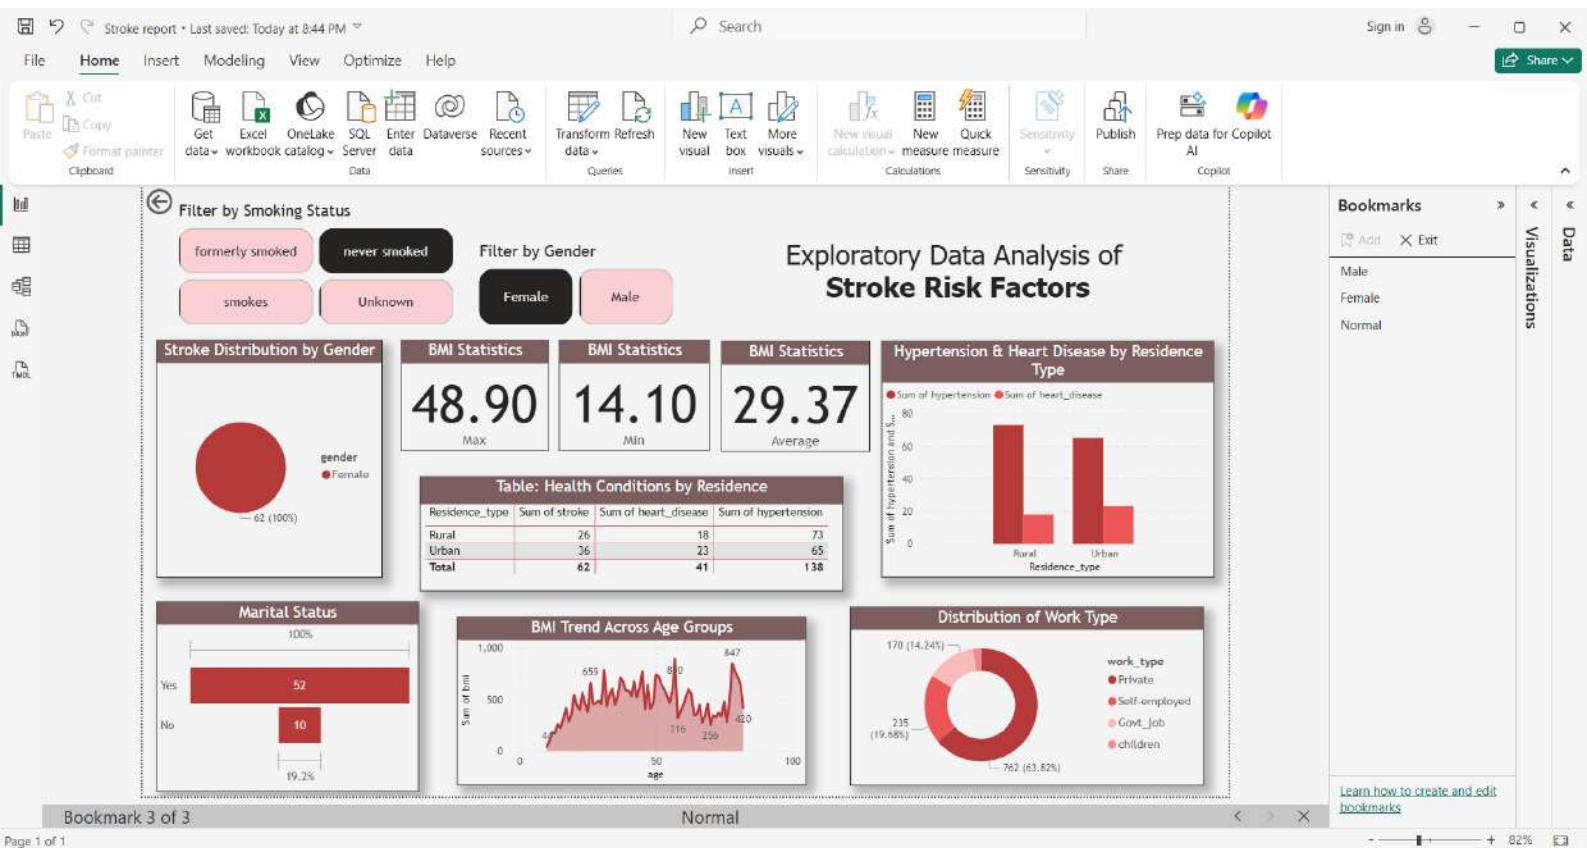 Stroke report • Last saved: Today at 8:44 PM
Search
Sign in
File Home Insert Modeling View Optimize Help
Share
Paste
Cut
Copy
Format painter
Clipboard
Get data
Excel workbook
OneLake catalog
SQL Server
Enter data
Dataverse
Recent sources
Data
Transform data
Refresh
Queries
New visual
Text box
More visuals
Insert
New visual calculation
New measure
Quick measure
Calculations
Sensitivity
Sensitivity
Publish
Share
Prep data for AI
Copilot
Copilot
Filter by Smoking Status
formerly smoked
never smoked
smokes
Unknown
Filter by Gender
Female
Male
Exploratory Data Analysis of
Stroke Risk Factors
Stroke Distribution by Gender
gender
Female
62 (100%)
BMI Statistics
48.90
Max
BMI Statistics
14.10
Min
BMI Statistics
29.37
Average
Hypertension & Heart Disease by Residence
Type
Sum of hypertension Sum of heart_disease
Sum of hypertension and S...
80
60
40
20
0
Rural Urban
Residence_type
Table: Health Conditions by Residence
Residence_type Sum of stroke Sum of heart_disease Sum of hypertension
Rural 26 18 73
Urban 36 23 65
Total 62 41 138
Marital Status
100%
Yes 52
No 10
19.2%
BMI Trend Across Age Groups
Sum of bmi
1,000
500
0
659
847
316
256
420
0 50 100
age
Distribution of Work Type
170 (14.24%)
235
(19.68%)
762 (63.82%)
work_type
Private
Self-employed
Govt_job
children
Bookmarks
Add Exit
Male
Female
Normal
Learn how to create and edit
bookmarks
Visualizations
Data
Bookmark 3 of 3 Normal
Page 1 of 1
82%